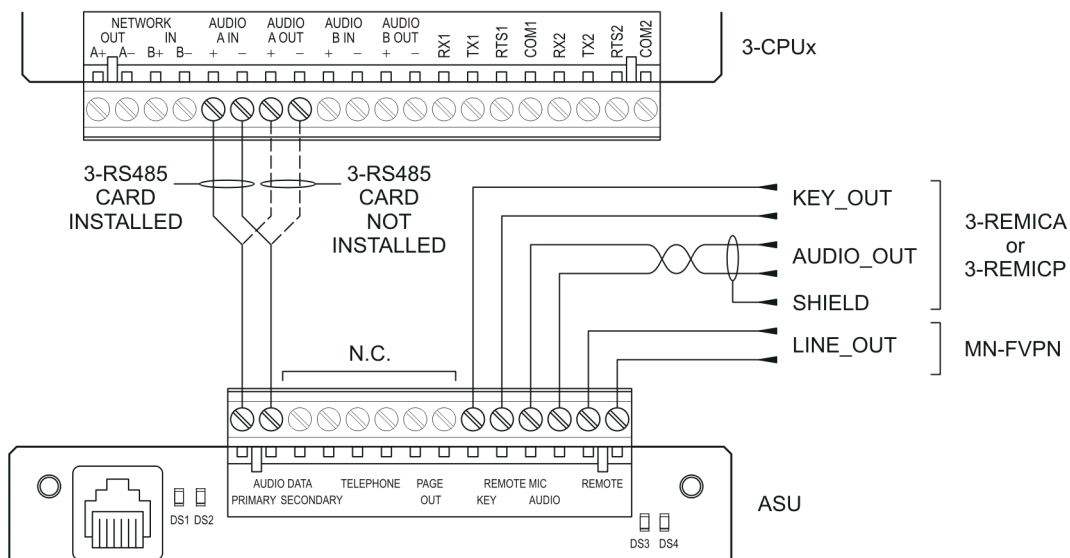 NETWORK
OUT IN
A+ A- B+ B-
AUDIO
A IN
+ −
AUDIO
A OUT
+ −
AUDIO
B IN
+ −
AUDIO
B OUT
+ −
RX1
TX1
RTS1
COM1
RX2
TX2
RTS2
COM2
3-CPUx
3-RS485
CARD
INSTALLED
3-RS485
CARD
NOT
INSTALLED
KEY_OUT
AUDIO_OUT
SHIELD
3-REMICA
or
3-REMICP
LINE_OUT
MN-FVPN
N.C.
AUDIO DATA
PRIMARY SECONDARY
TELEPHONE
PAGE
OUT
REMOTE MIC
KEY AUDIO
REMOTE
ASU
DS1 DS2
DS3 DS4